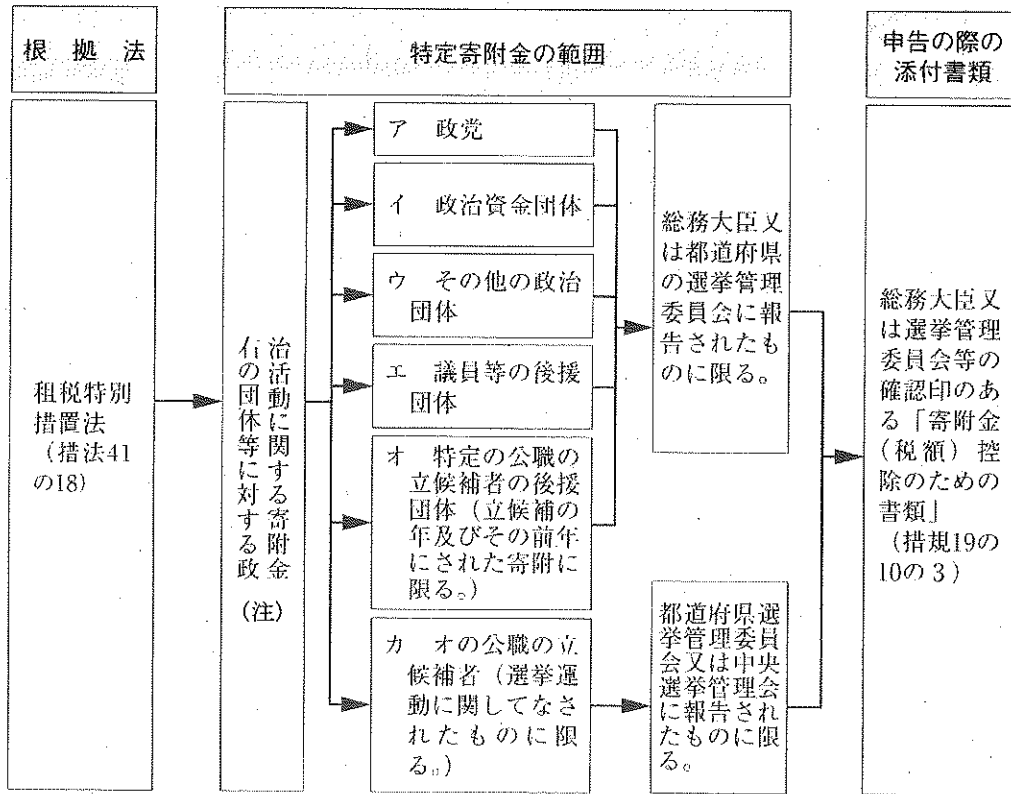 根拠法
特定寄附金の範囲
申告の際の
添付書類
租税特別
措置法
(措法41
の18)
右の団体等に対する政
治活動に関する寄附金
(注)
ア 政党
イ 政治資金団体
ウ その他の政治
団体
エ 議員等の後援
団体
オ 特定の公職の
立候補者の後援
団体(立候補の
年及びその前年
にされた寄附に
限る。)
カ オの公職の立
候補者(選挙運
動に関してなさ
れたものに限
る。)
総務大臣又
は都道府県
の選挙管理
委員会に報
告されたも
のに限る。
都道府県選
挙管理委員
会又は中央
選挙管理会
に報告され
たものに限
る。
総務大臣又
は選挙管理
委員会等の
確認印のあ
る「寄附金
(税額)控
除のための
書類」
(措規19の
10の3)